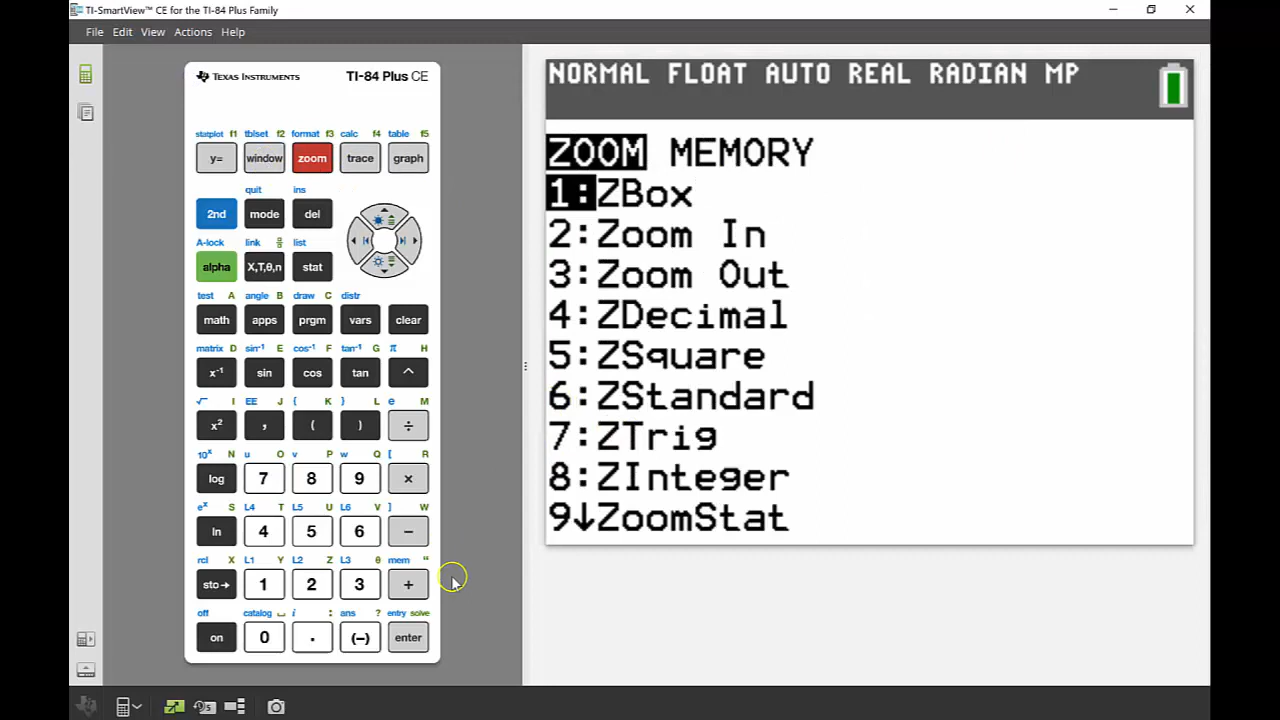 TI-SmartView™ CE for the TI-84 Plus Family
File Edit View Actions Help
TEXAS INSTRUMENTS TI-84 Plus CE
statplot f1 tblset f2 format f3 calc f4 table f5
y= window zoom trace graph
quit ins
2nd mode del
A-lock link list
alpha X,T,θ,n stat
test A angle B draw C distr
math apps prgm vars clear
matrix D sin⁻¹ E cos⁻¹ F tan⁻¹ G π H
x⁻¹ sin cos tan ^
√ I EE J { K } L e M
x² , ( ) ÷
10ˣ N u O v P w Q [ R
log 7 8 9 ×
eˣ S L4 T L5 U L6 V ] W
ln 4 5 6 −
rcl X L1 Y L2 Z L3 θ mem "
sto→ 1 2 3 +
off catalog ⎵ i : ans ? entry solve
on 0 . (−) enter
NORMAL FLOAT AUTO REAL RADIAN MP
ZOOM MEMORY
1:ZBox
2:Zoom In
3:Zoom Out
4:ZDecimal
5:ZSquare
6:ZStandard
7:ZTrig
8:ZInteger
9↓ZoomStat